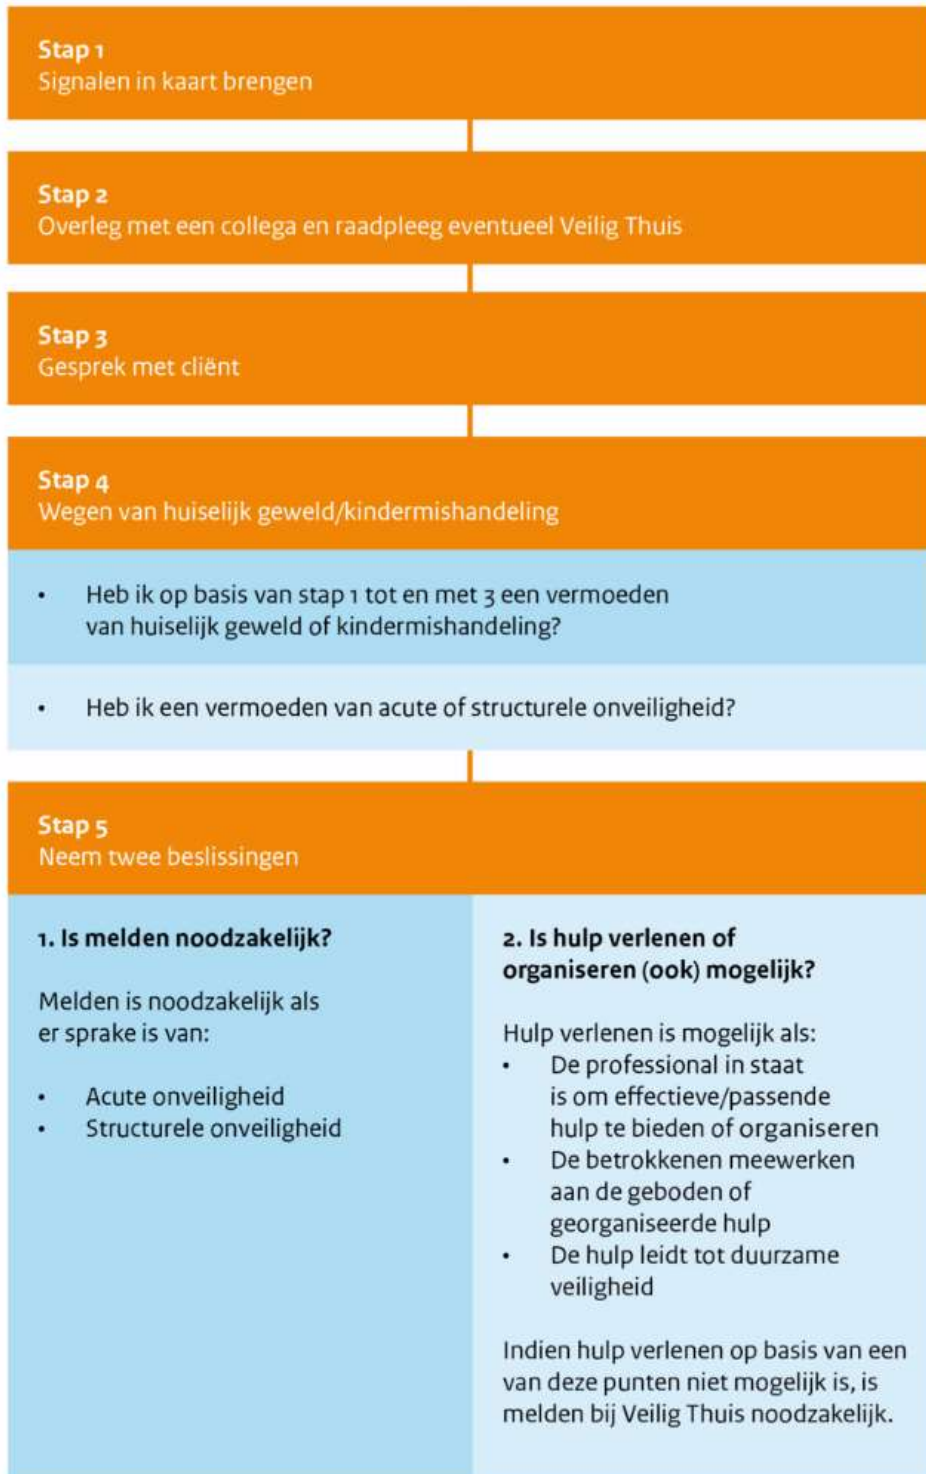 Stap 1
Signalen in kaart brengen
Stap 2
Overleg met een collega en raadpleeg eventueel Veilig Thuis
Stap 3
Gesprek met cliënt
Stap 4
Wegen van huiselijk geweld/kindermishandeling
• Heb ik op basis van stap 1 tot en met 3 een vermoeden
van huiselijk geweld of kindermishandeling?
• Heb ik een vermoeden van acute of structurele onveiligheid?
Stap 5
Neem twee beslissingen
1. Is melden noodzakelijk?
Melden is noodzakelijk als
er sprake is van:
• Acute onveiligheid
• Structurele onveiligheid
2. Is hulp verlenen of
organiseren (ook) mogelijk?
Hulp verlenen is mogelijk als:
• De professional in staat
is om effectieve/passende
hulp te bieden of organiseren
• De betrokkenen meewerken
aan de geboden of
georganiseerde hulp
• De hulp leidt tot duurzame
veiligheid
Indien hulp verlenen op basis van een
van deze punten niet mogelijk is, is
melden bij Veilig Thuis noodzakelijk.